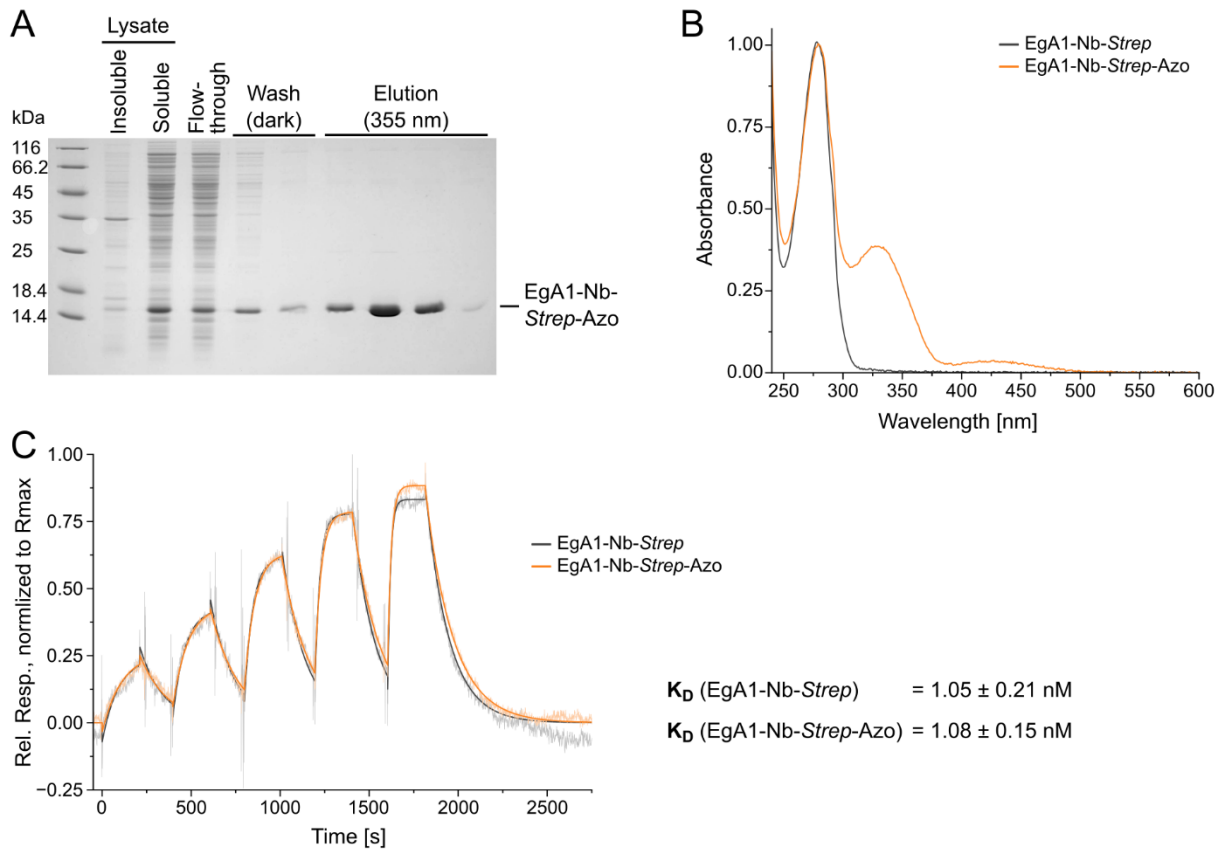 A
Lysate
Insoluble
Soluble
Flow-
through
Wash
(dark)
Elution
(355 nm)
kDa
116
66.2
45
35
25
18.4
14.4
EgA1-Nb-
Strep-Azo
B
EgA1-Nb-Strep
EgA1-Nb-Strep-Azo
1.00
0.75
0.50
0.25
0.00
Absorbance
250 300 350 400 450 500 550 600
Wavelength [nm]
C
1.00
0.75
0.50
0.25
0.00
−0.25
Rel. Resp., normlized to Rmax
0 500 1000 1500 2000 2500
Time [s]
EgA1-Nb-Strep
EgA1-Nb-Strep-Azo
KD (EgA1-Nb-Strep) = 1.05 ± 0.21 nM
KD (EgA1-Nb-Strep-Azo) = 1.08 ± 0.15 nM